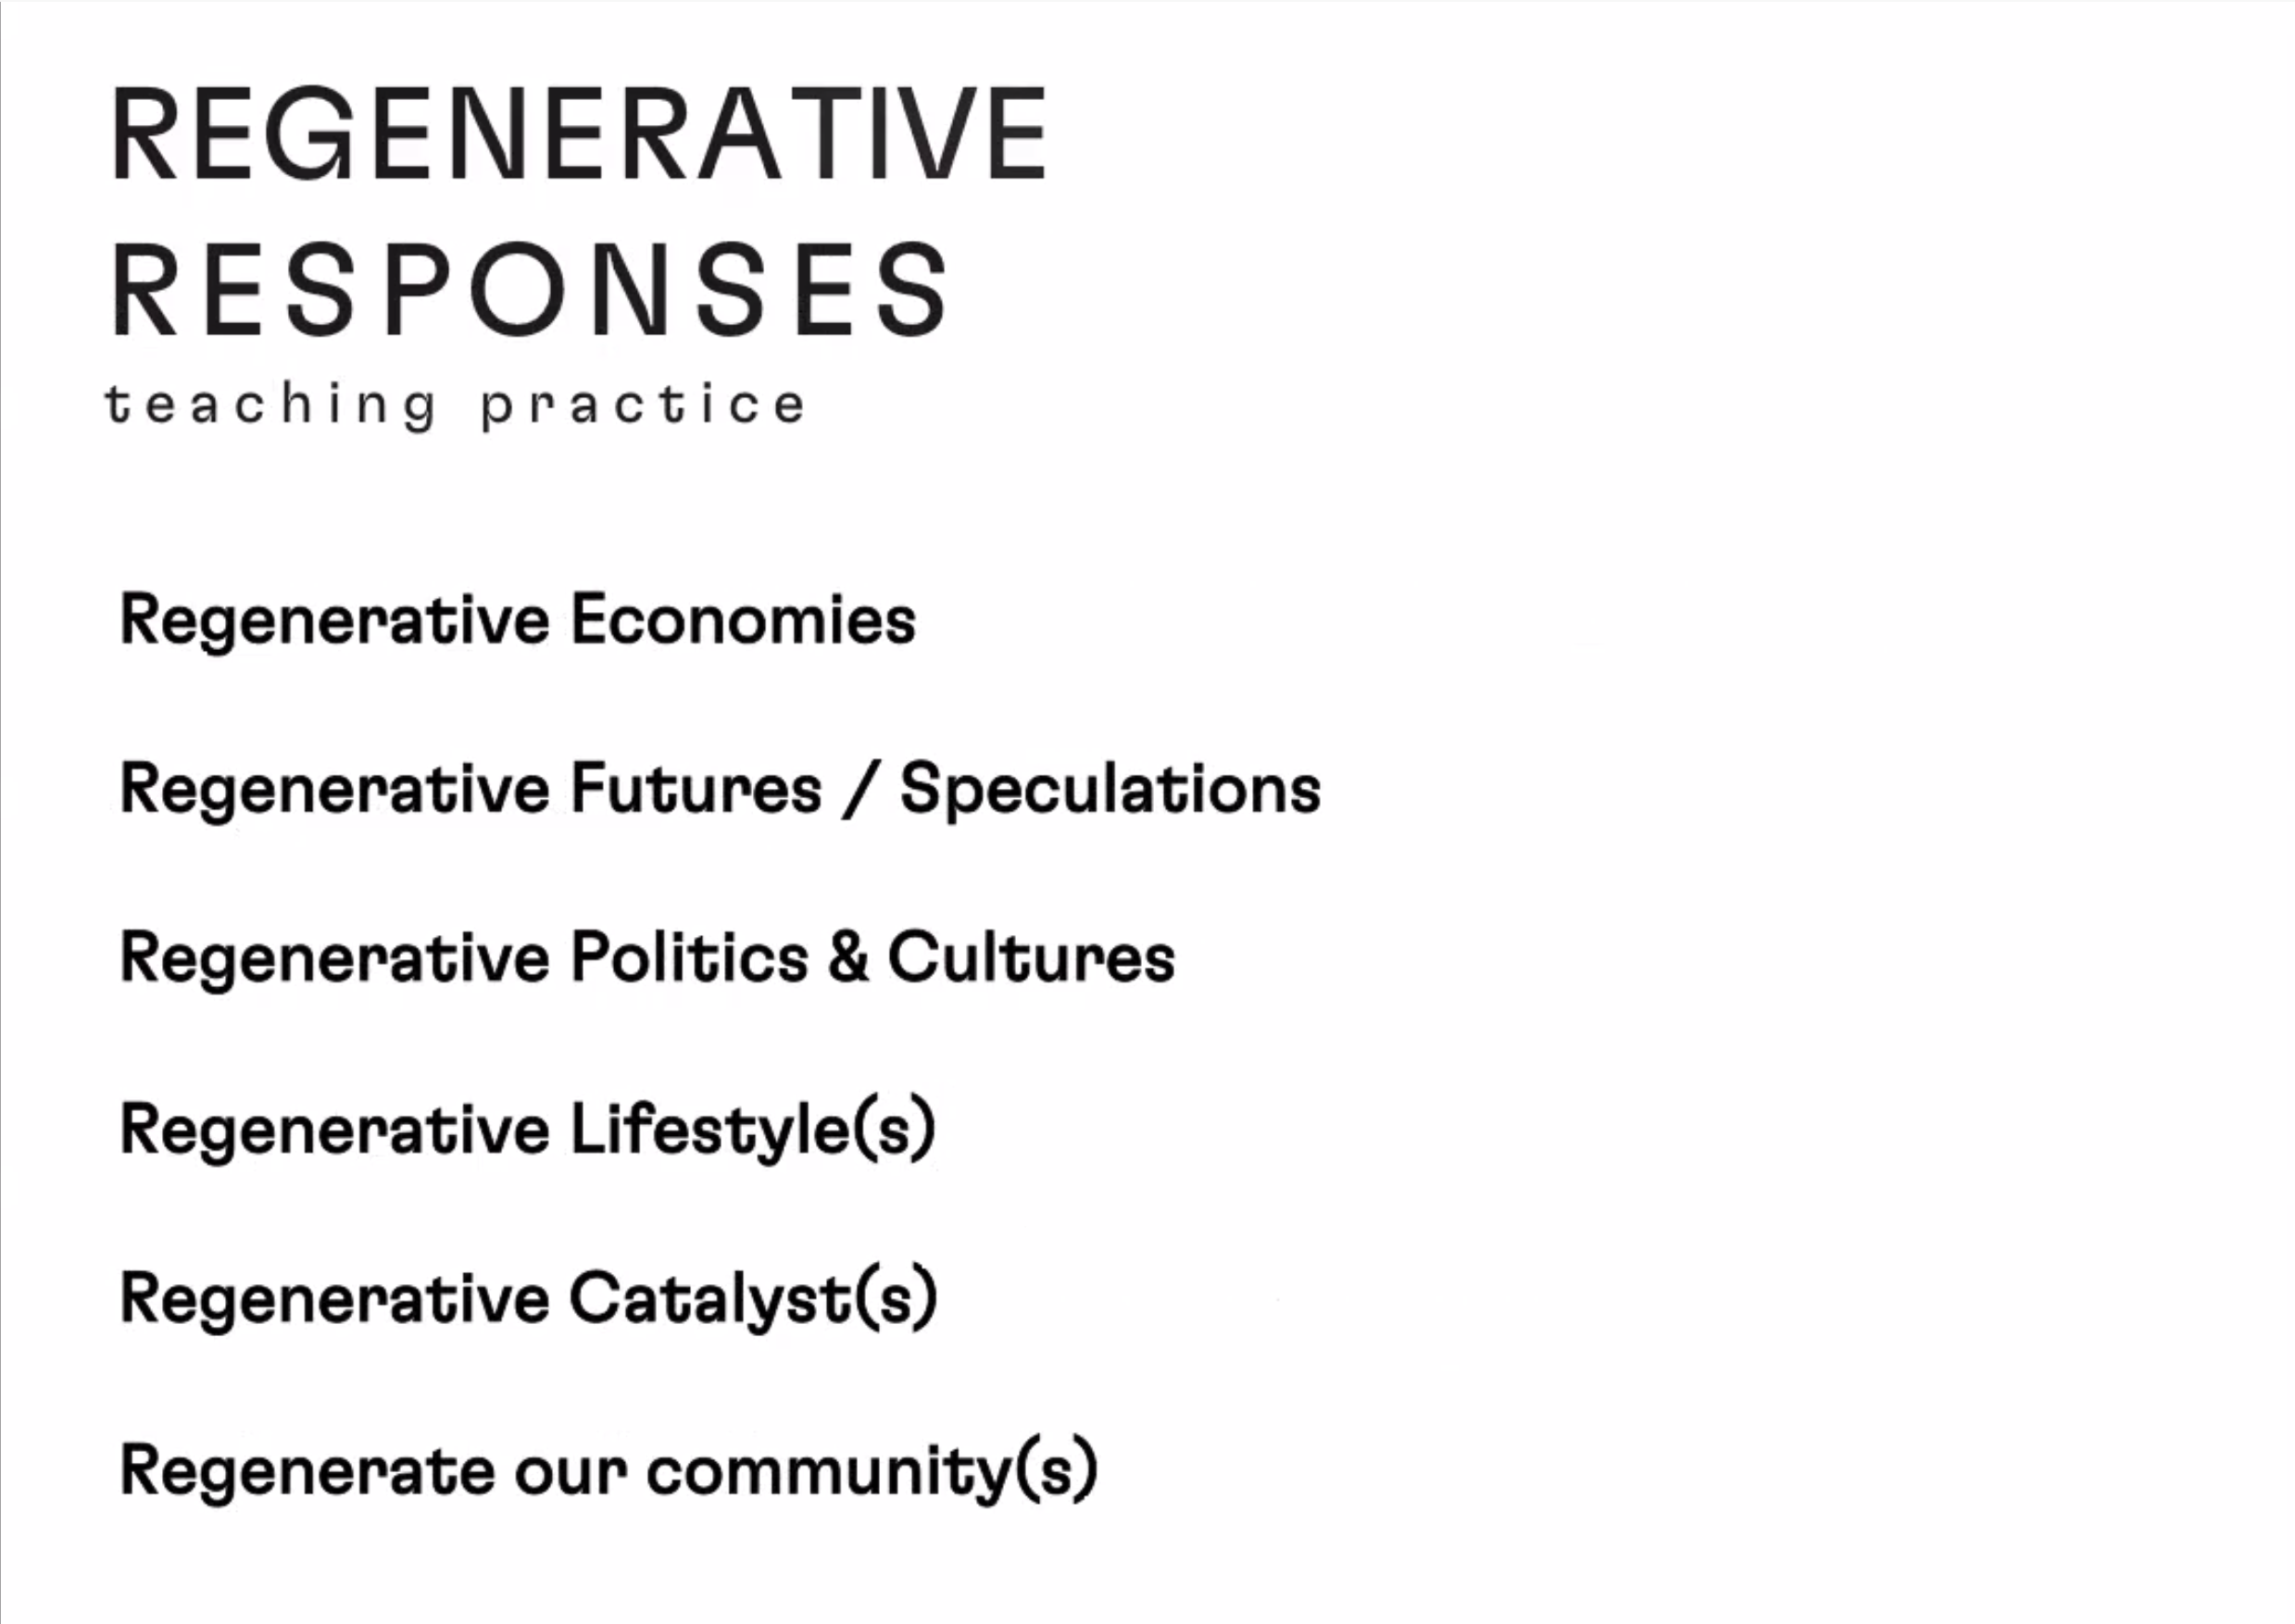 REGENERATIVE
RESPONSES
teaching practice
Regenerative Economies
Regenerative Futures / Speculations
Regenerative Politics & Cultures
Regenerative Lifestyle(s)
Regenerative Catalyst(s)
Regenerate our community(s)